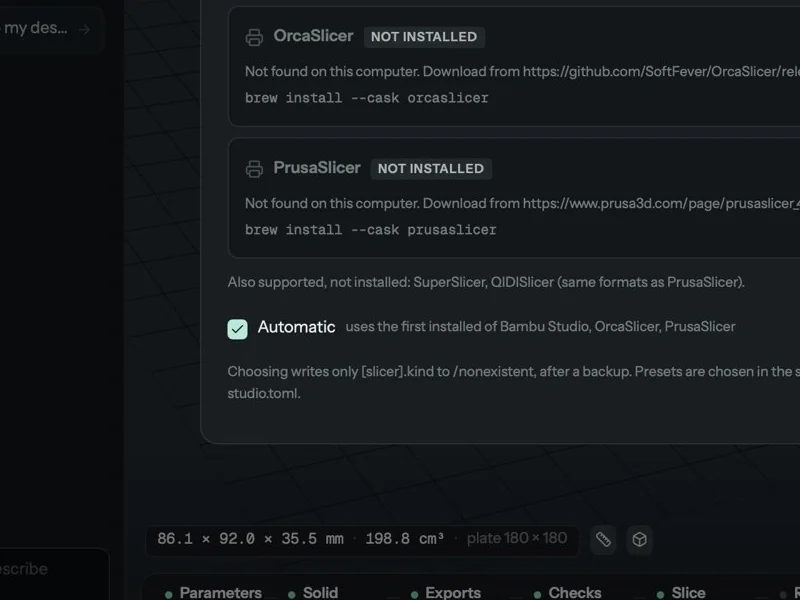 my des...
OrcaSlicer NOT INSTALLED
Not found on this computer. Download from https://github.com/SoftFever/OrcaSlicer/rele
brew install --cask orcaslicer
PrusaSlicer NOT INSTALLED
Not found on this computer. Download from https://www.prusa3d.com/page/prusaslicer_
brew install --cask prusaslicer
Also supported, not installed: SuperSlicer, QIDISlicer (same formats as PrusaSlicer).
Automatic uses the first installed of Bambu Studio, OrcaSlicer, PrusaSlicer
Choosing writes only [slicer].kind to /nonexistent, after a backup. Presets are chosen in the s
studio.toml.
86.1 × 92.0 × 35.5 mm · 198.8 cm³ · plate 180 × 180
escribe
Parameters Solid Exports Checks Slice